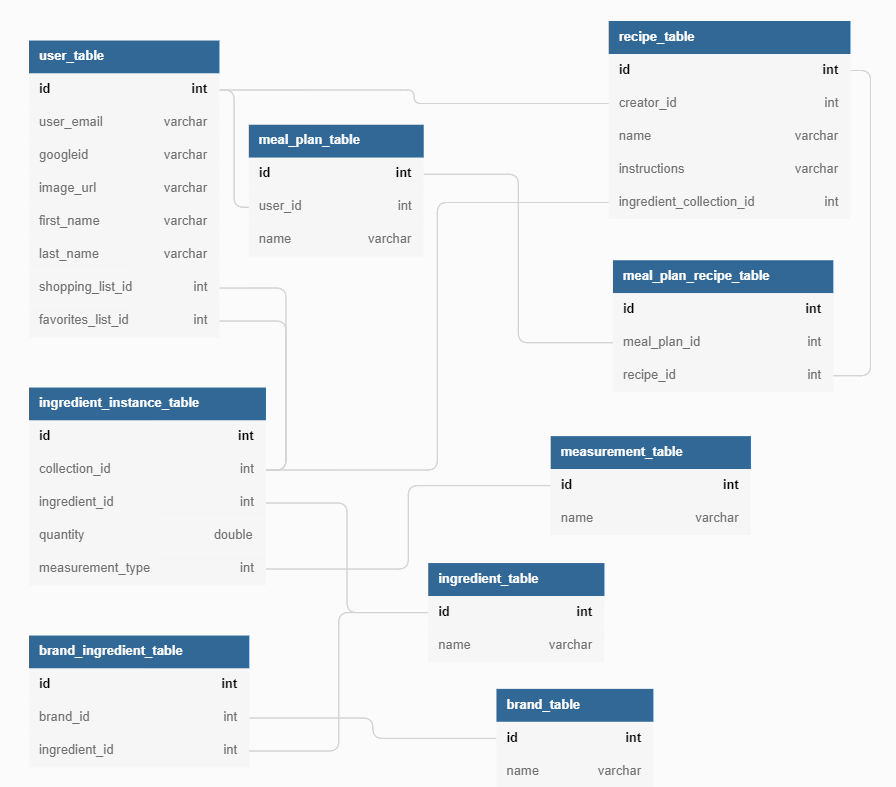 user_table
id int
user_email varchar
googleid varchar
image_url varchar
first_name varchar
last_name varchar
shopping_list_id int
favorites_list_id int
meal_plan_table
id int
user_id int
name varchar
recipe_table
id int
creator_id int
name varchar
instructions varchar
ingredient_collection_id int
meal_plan_recipe_table
id int
meal_plan_id int
recipe_id int
ingredient_instance_table
id int
collection_id int
ingredient_id int
quantity double
measurement_type int
measurement_table
id int
name varchar
ingredient_table
id int
name varchar
brand_ingredient_table
id int
brand_id int
ingredient_id int
brand_table
id int
name varchar